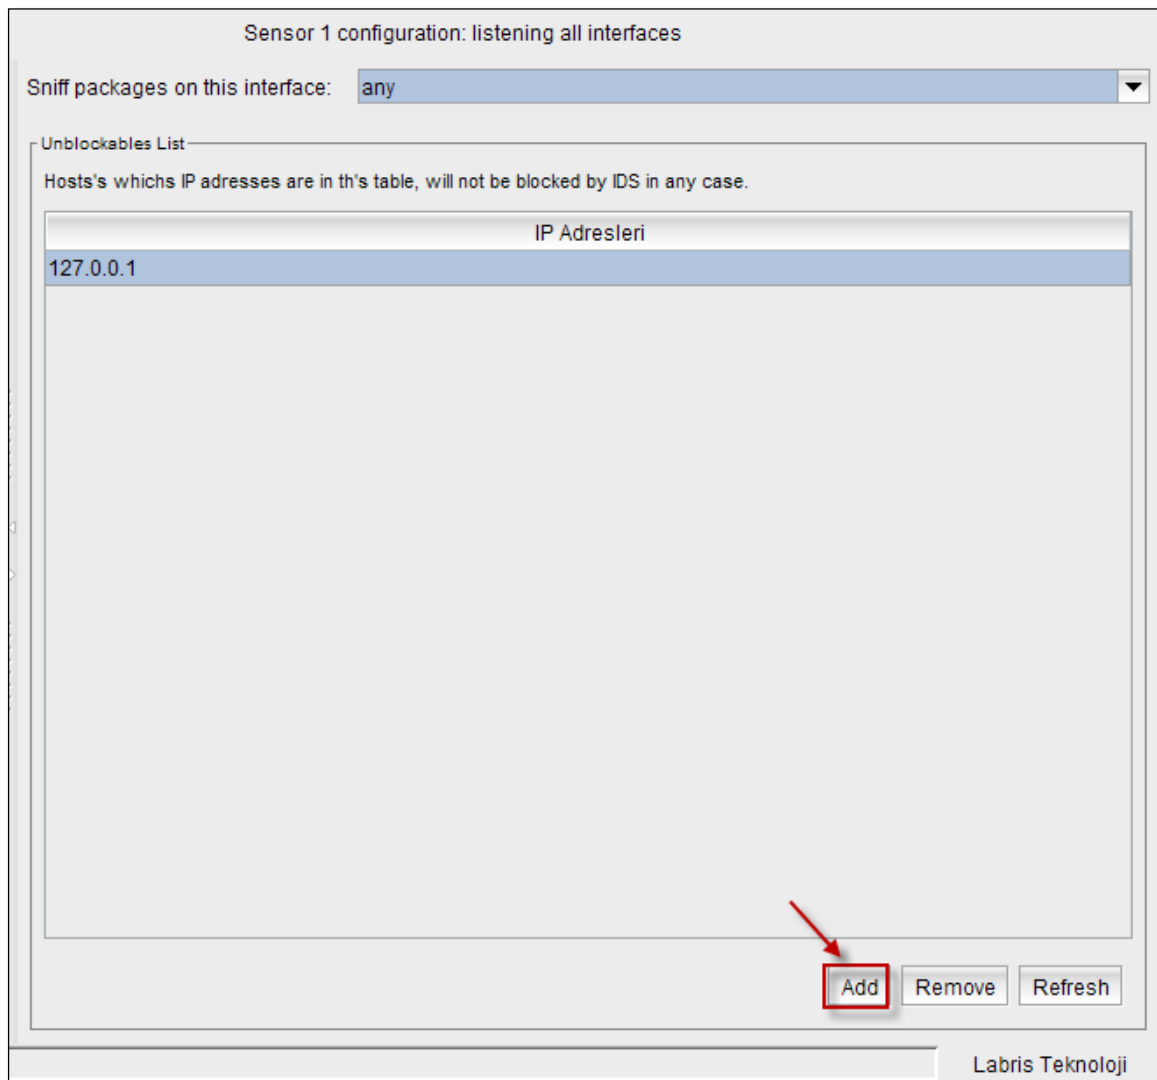 Sensor 1 configuration: listening all interfaces
Sniff packages on this interface: any
Unblockables List
Hosts's whichs IP adresses are in th's table, will not be blocked by IDS in any case.
IP Adresleri
127.0.0.1
Add Remove Refresh
Labris Teknoloji